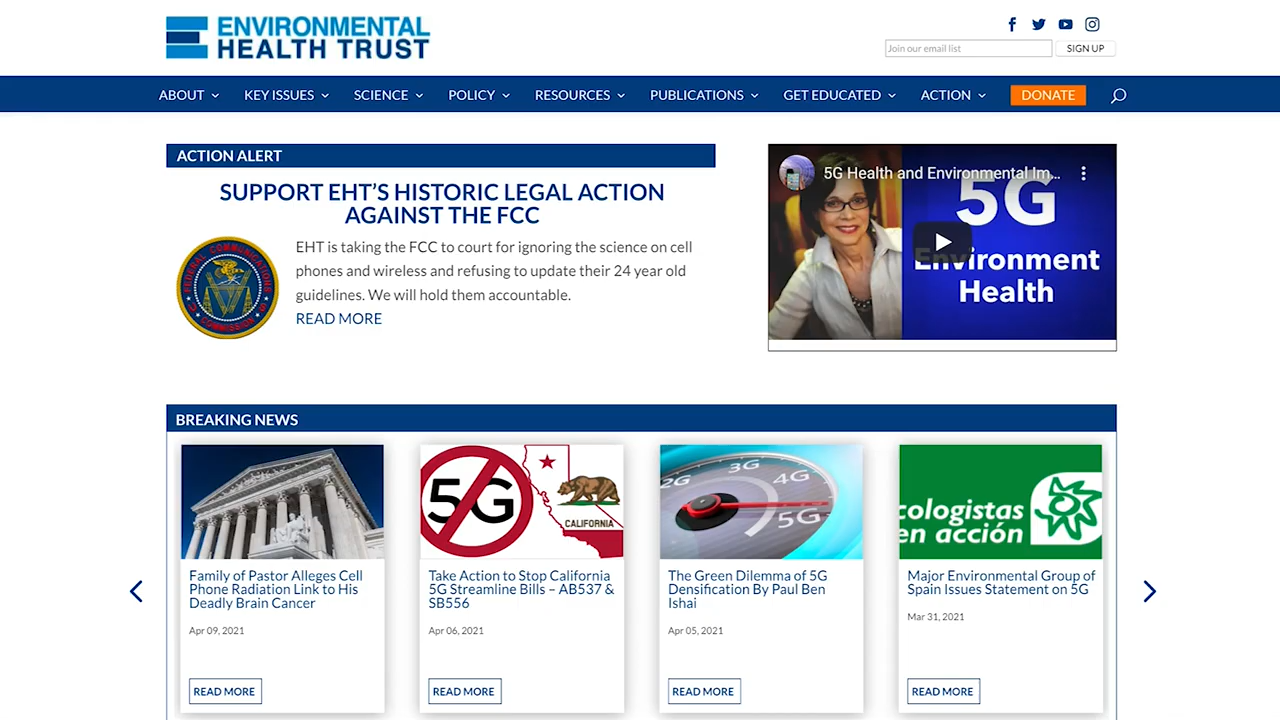 ENVIRONMENTAL
HEALTH TRUST
Join our email list
SIGN UP
ABOUT
KEY ISSUES
SCIENCE
POLICY
RESOURCES
PUBLICATIONS
GET EDUCATED
ACTION
DONATE
ACTION ALERT
SUPPORT EHT'S HISTORIC LEGAL ACTION
AGAINST THE FCC
FEDERAL COMMUNICATIONS
COMMISSION
EHT is taking the FCC to court for ignoring the science on cell
phones and wireless and refusing to update their 24 year old
guidelines. We will hold them accountable.
READ MORE
5G Health and Environmental Im...
5G
Environment
Health
BREAKING NEWS
Family of Pastor Alleges Cell
Phone Radiation Link to His
Deadly Brain Cancer
Apr 09, 2021
READ MORE
5G
CALIFORNIA
Take Action to Stop California
5G Streamline Bills – AB537 &
SB556
Apr 06, 2021
READ MORE
2G
3G
4G
5G
The Green Dilemma of 5G
Densification By Paul Ben
Ishai
Apr 05, 2021
READ MORE
cologistas
en acción
Major Environmental Group of
Spain Issues Statement on 5G
Mar 31, 2021
READ MORE